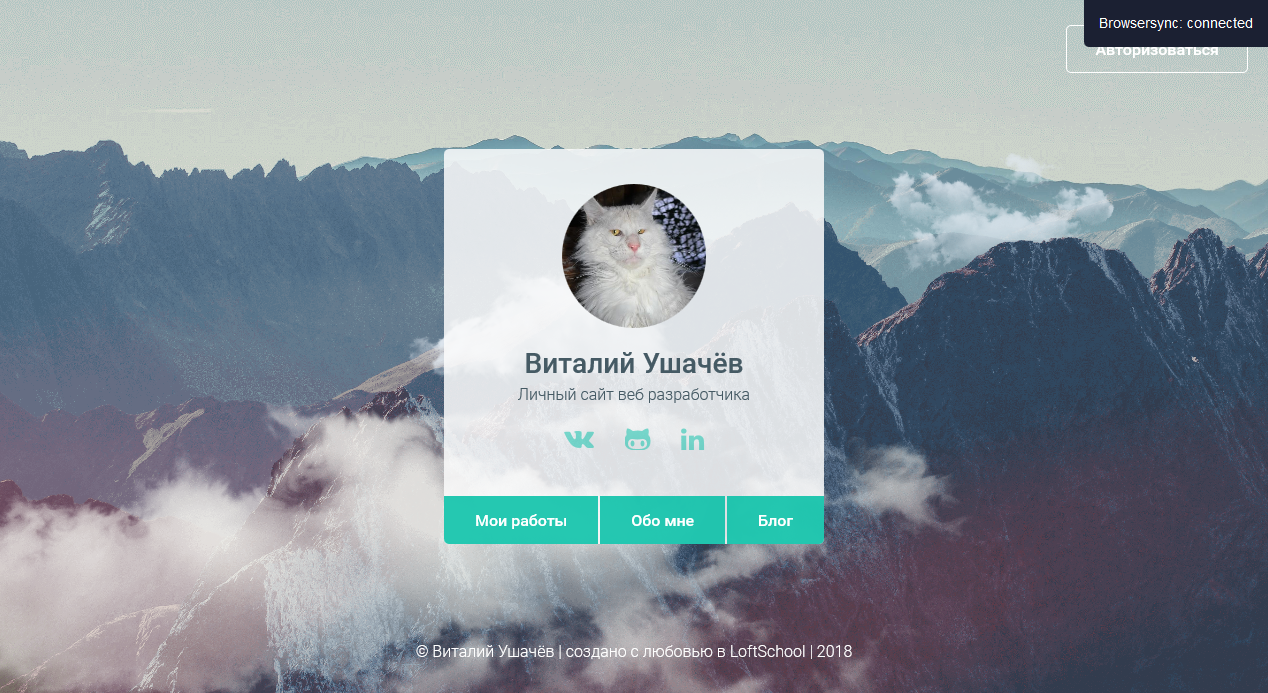 Browsersync: connected
Авторизоваться
Виталий Ушачёв
Личный сайт веб разработчика
Мои работы
Обо мне
Блог
© Виталий Ушачёв | создано с любовью в LoftSchool | 2018